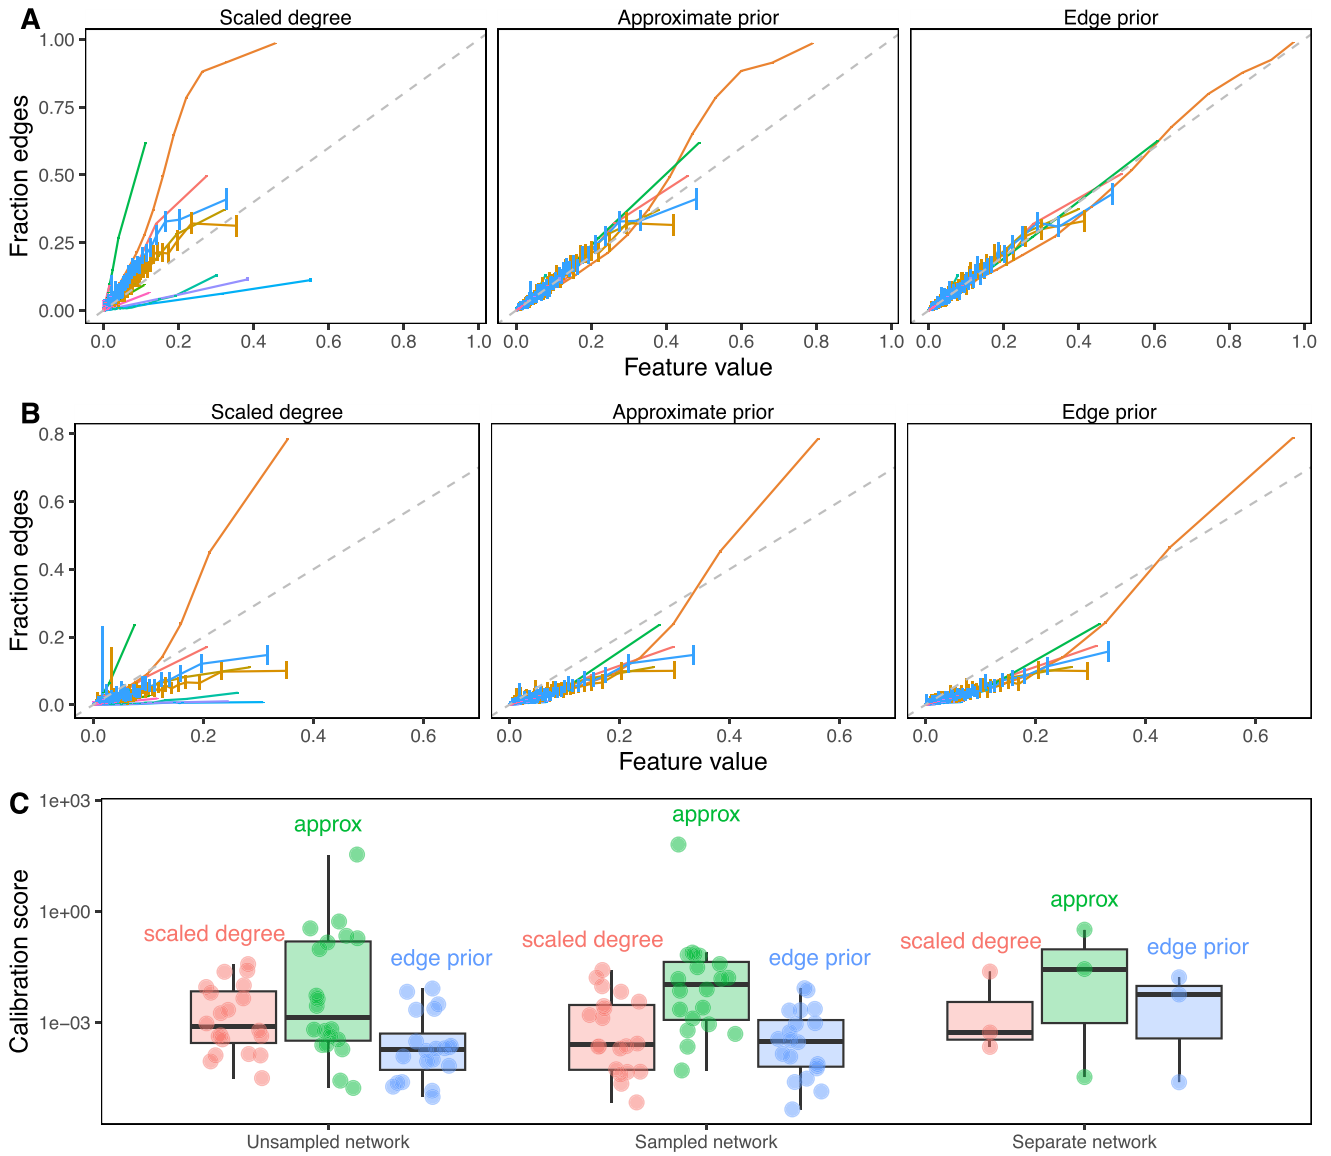 A
Scaled degree
Approximate prior
Edge prior
Fraction edges
1.00
0.75
0.50
0.25
0.00
0.0 0.2 0.4 0.6 0.8 1.0
0.0 0.2 0.4 0.6 0.8 1.0
0.0 0.2 0.4 0.6 0.8 1.0
Feature value
B
Scaled degree
Approximate prior
Edge prior
Fraction edges
0.8
0.6
0.4
0.2
0.0
0.0 0.2 0.4 0.6
0.0 0.2 0.4 0.6
0.0 0.2 0.4 0.6
Feature value
C
Calibration score
1e+03
1e+00
1e−03
scaled degree
approx
edge prior
scaled degree
approx
edge prior
scaled degree
approx
edge prior
Unsampled network
Sampled network
Separate network